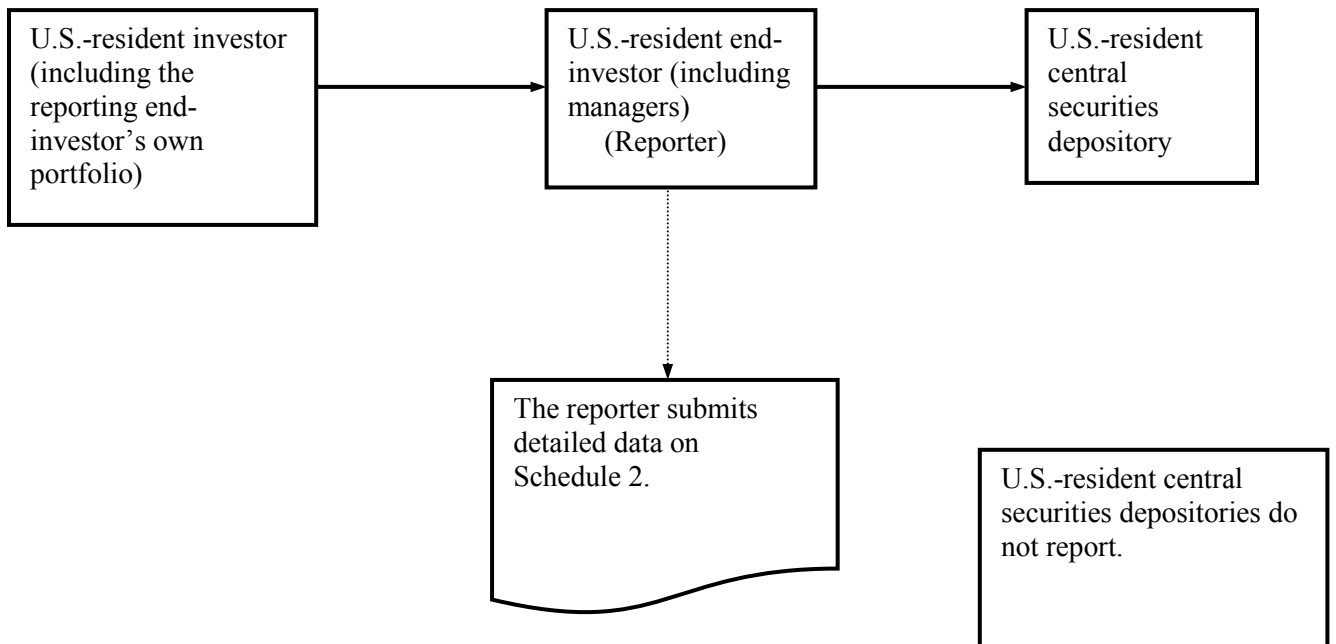 U.S.-resident investor
(including the
reporting end-
investor’s own
portfolio)
U.S.-resident end-
investor (including
managers)
(Reporter)
U.S.-resident
central
securities
depository
The reporter submits
detailed data on
Schedule 2.
U.S.-resident central
securities depositories do
not report.